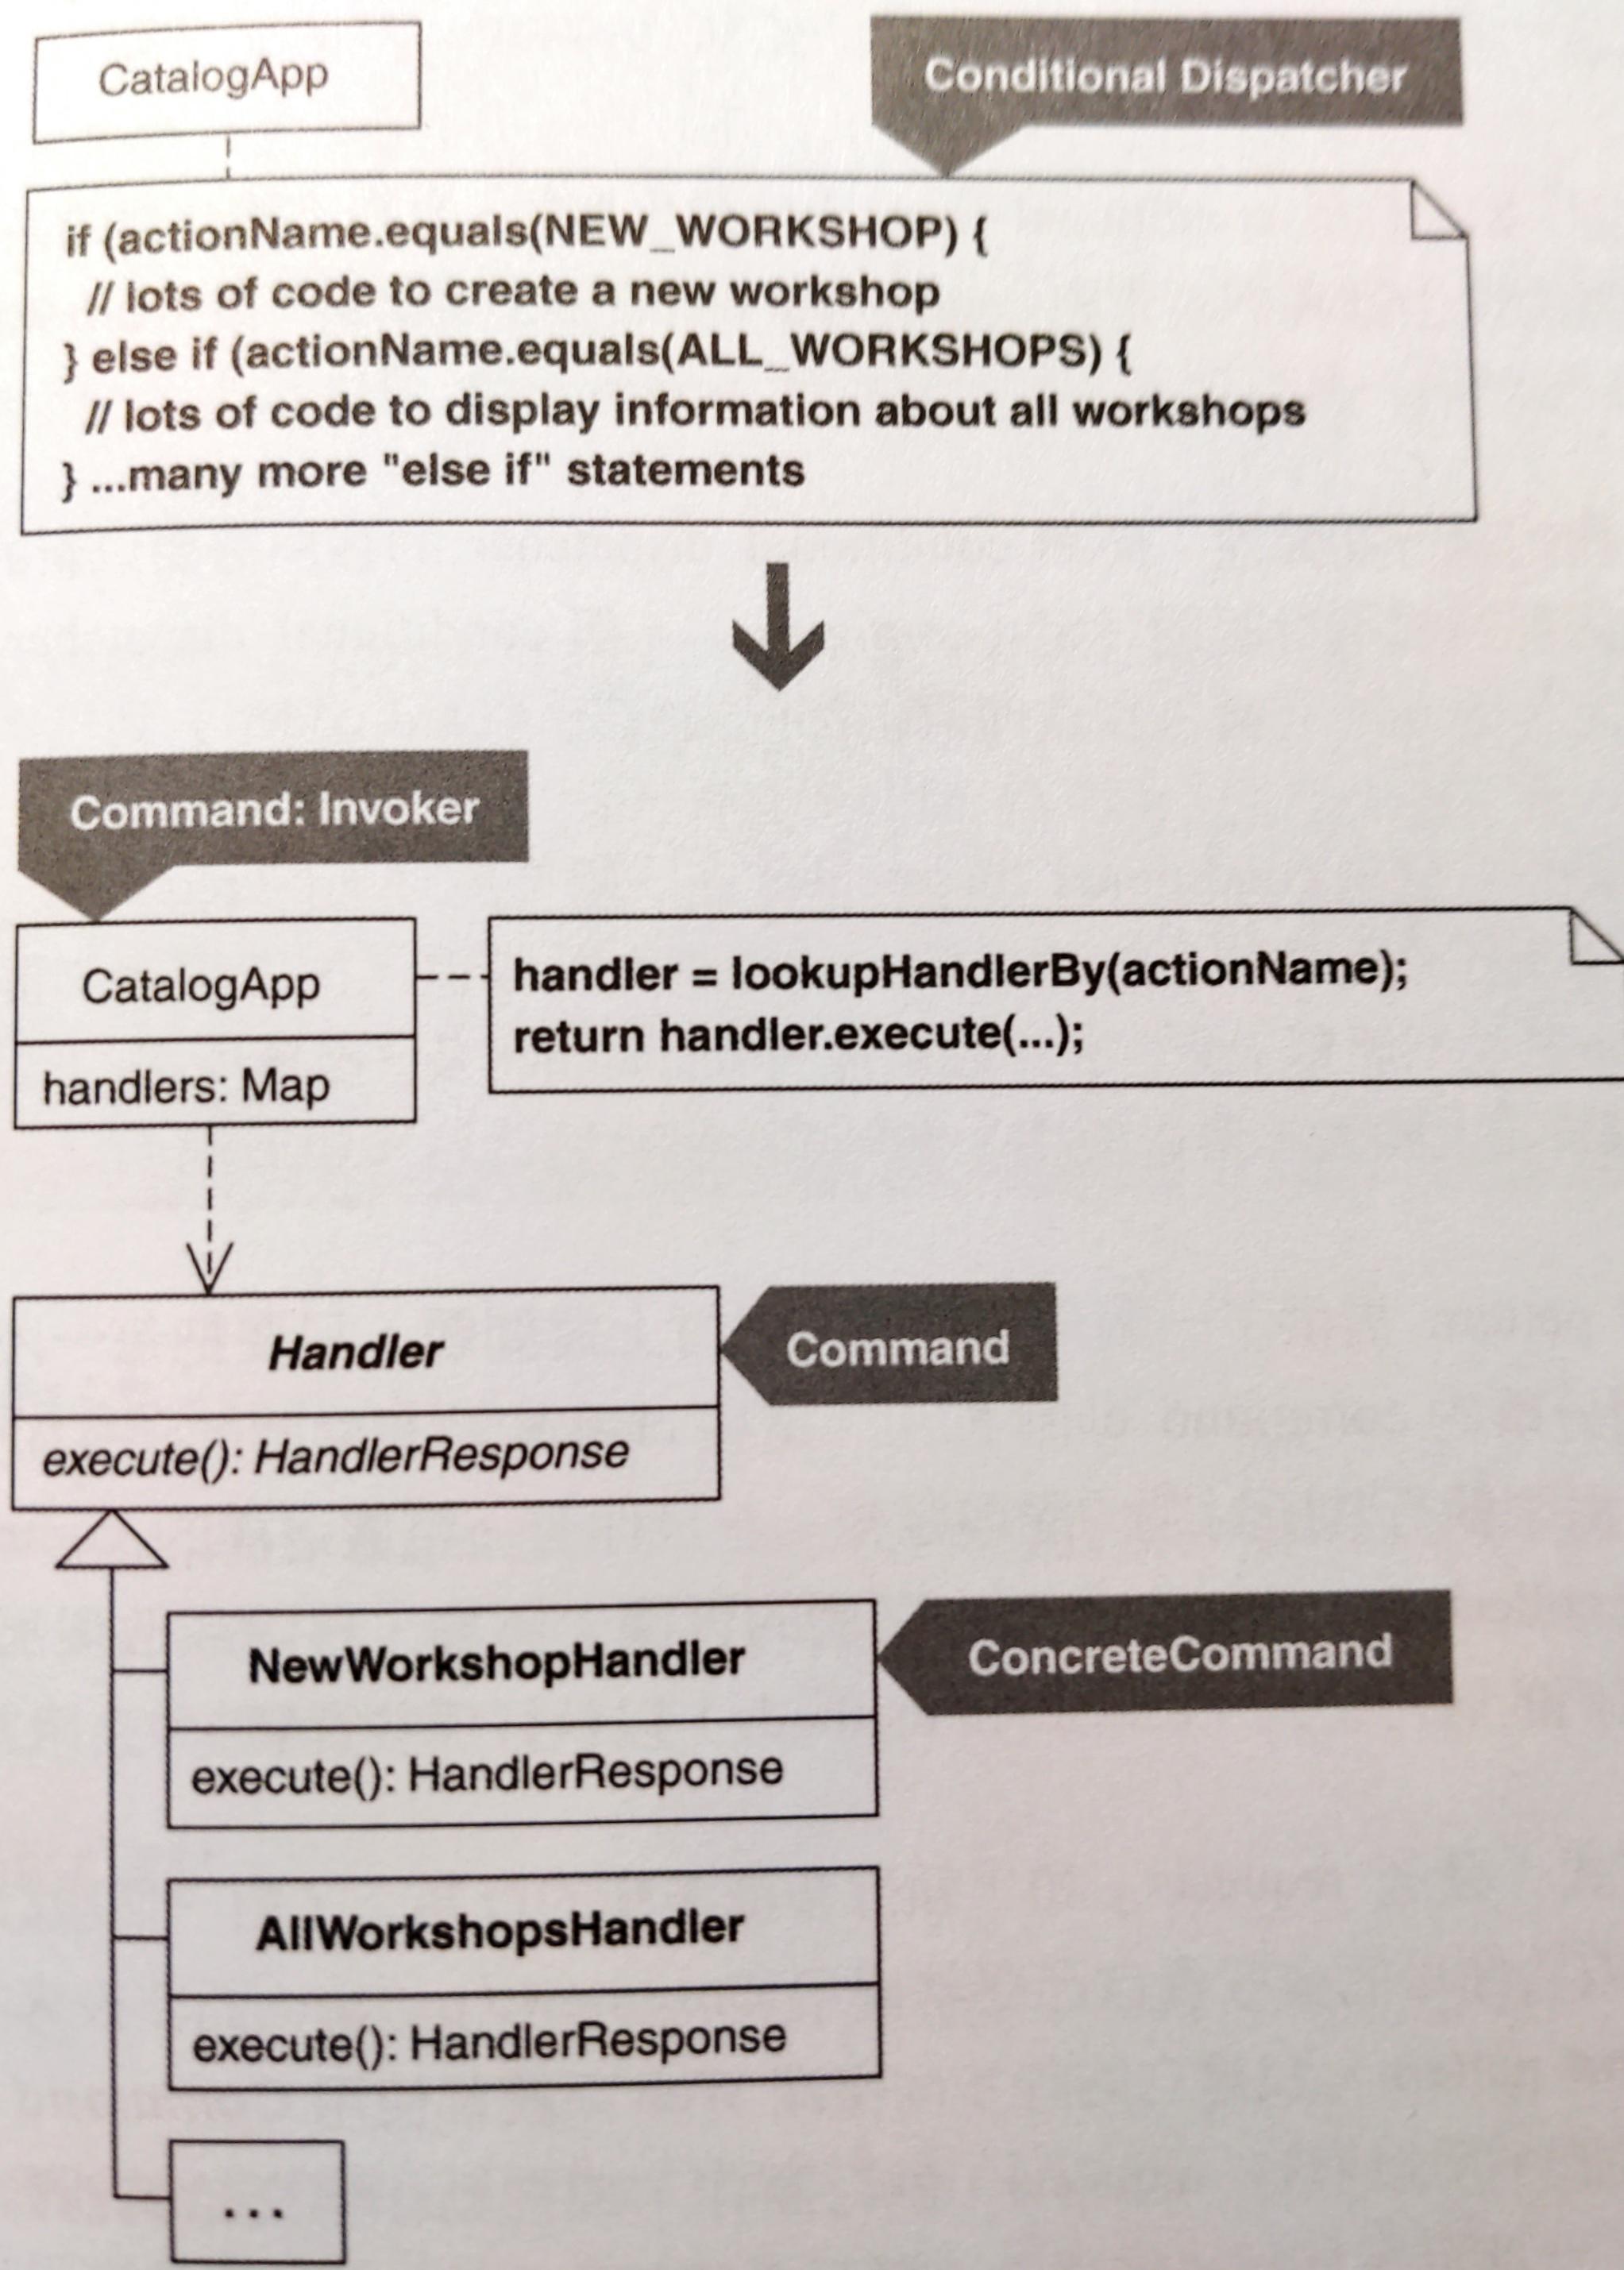 CatalogApp
Conditional Dispatcher
if (actionName.equals(NEW_WORKSHOP) {
// lots of code to create a new workshop
} else if (actionName.equals(ALL_WORKSHOPS) {
// lots of code to display information about all workshops
} ...many more "else if" statements
Command: Invoker
CatalogApp
handlers: Map
handler = lookupHandlerBy(actionName);
return handler.execute(...);
Handler
execute(): HandlerResponse
Command
NewWorkshopHandler
execute(): HandlerResponse
ConcreteCommand
AllWorkshopsHandler
execute(): HandlerResponse
...